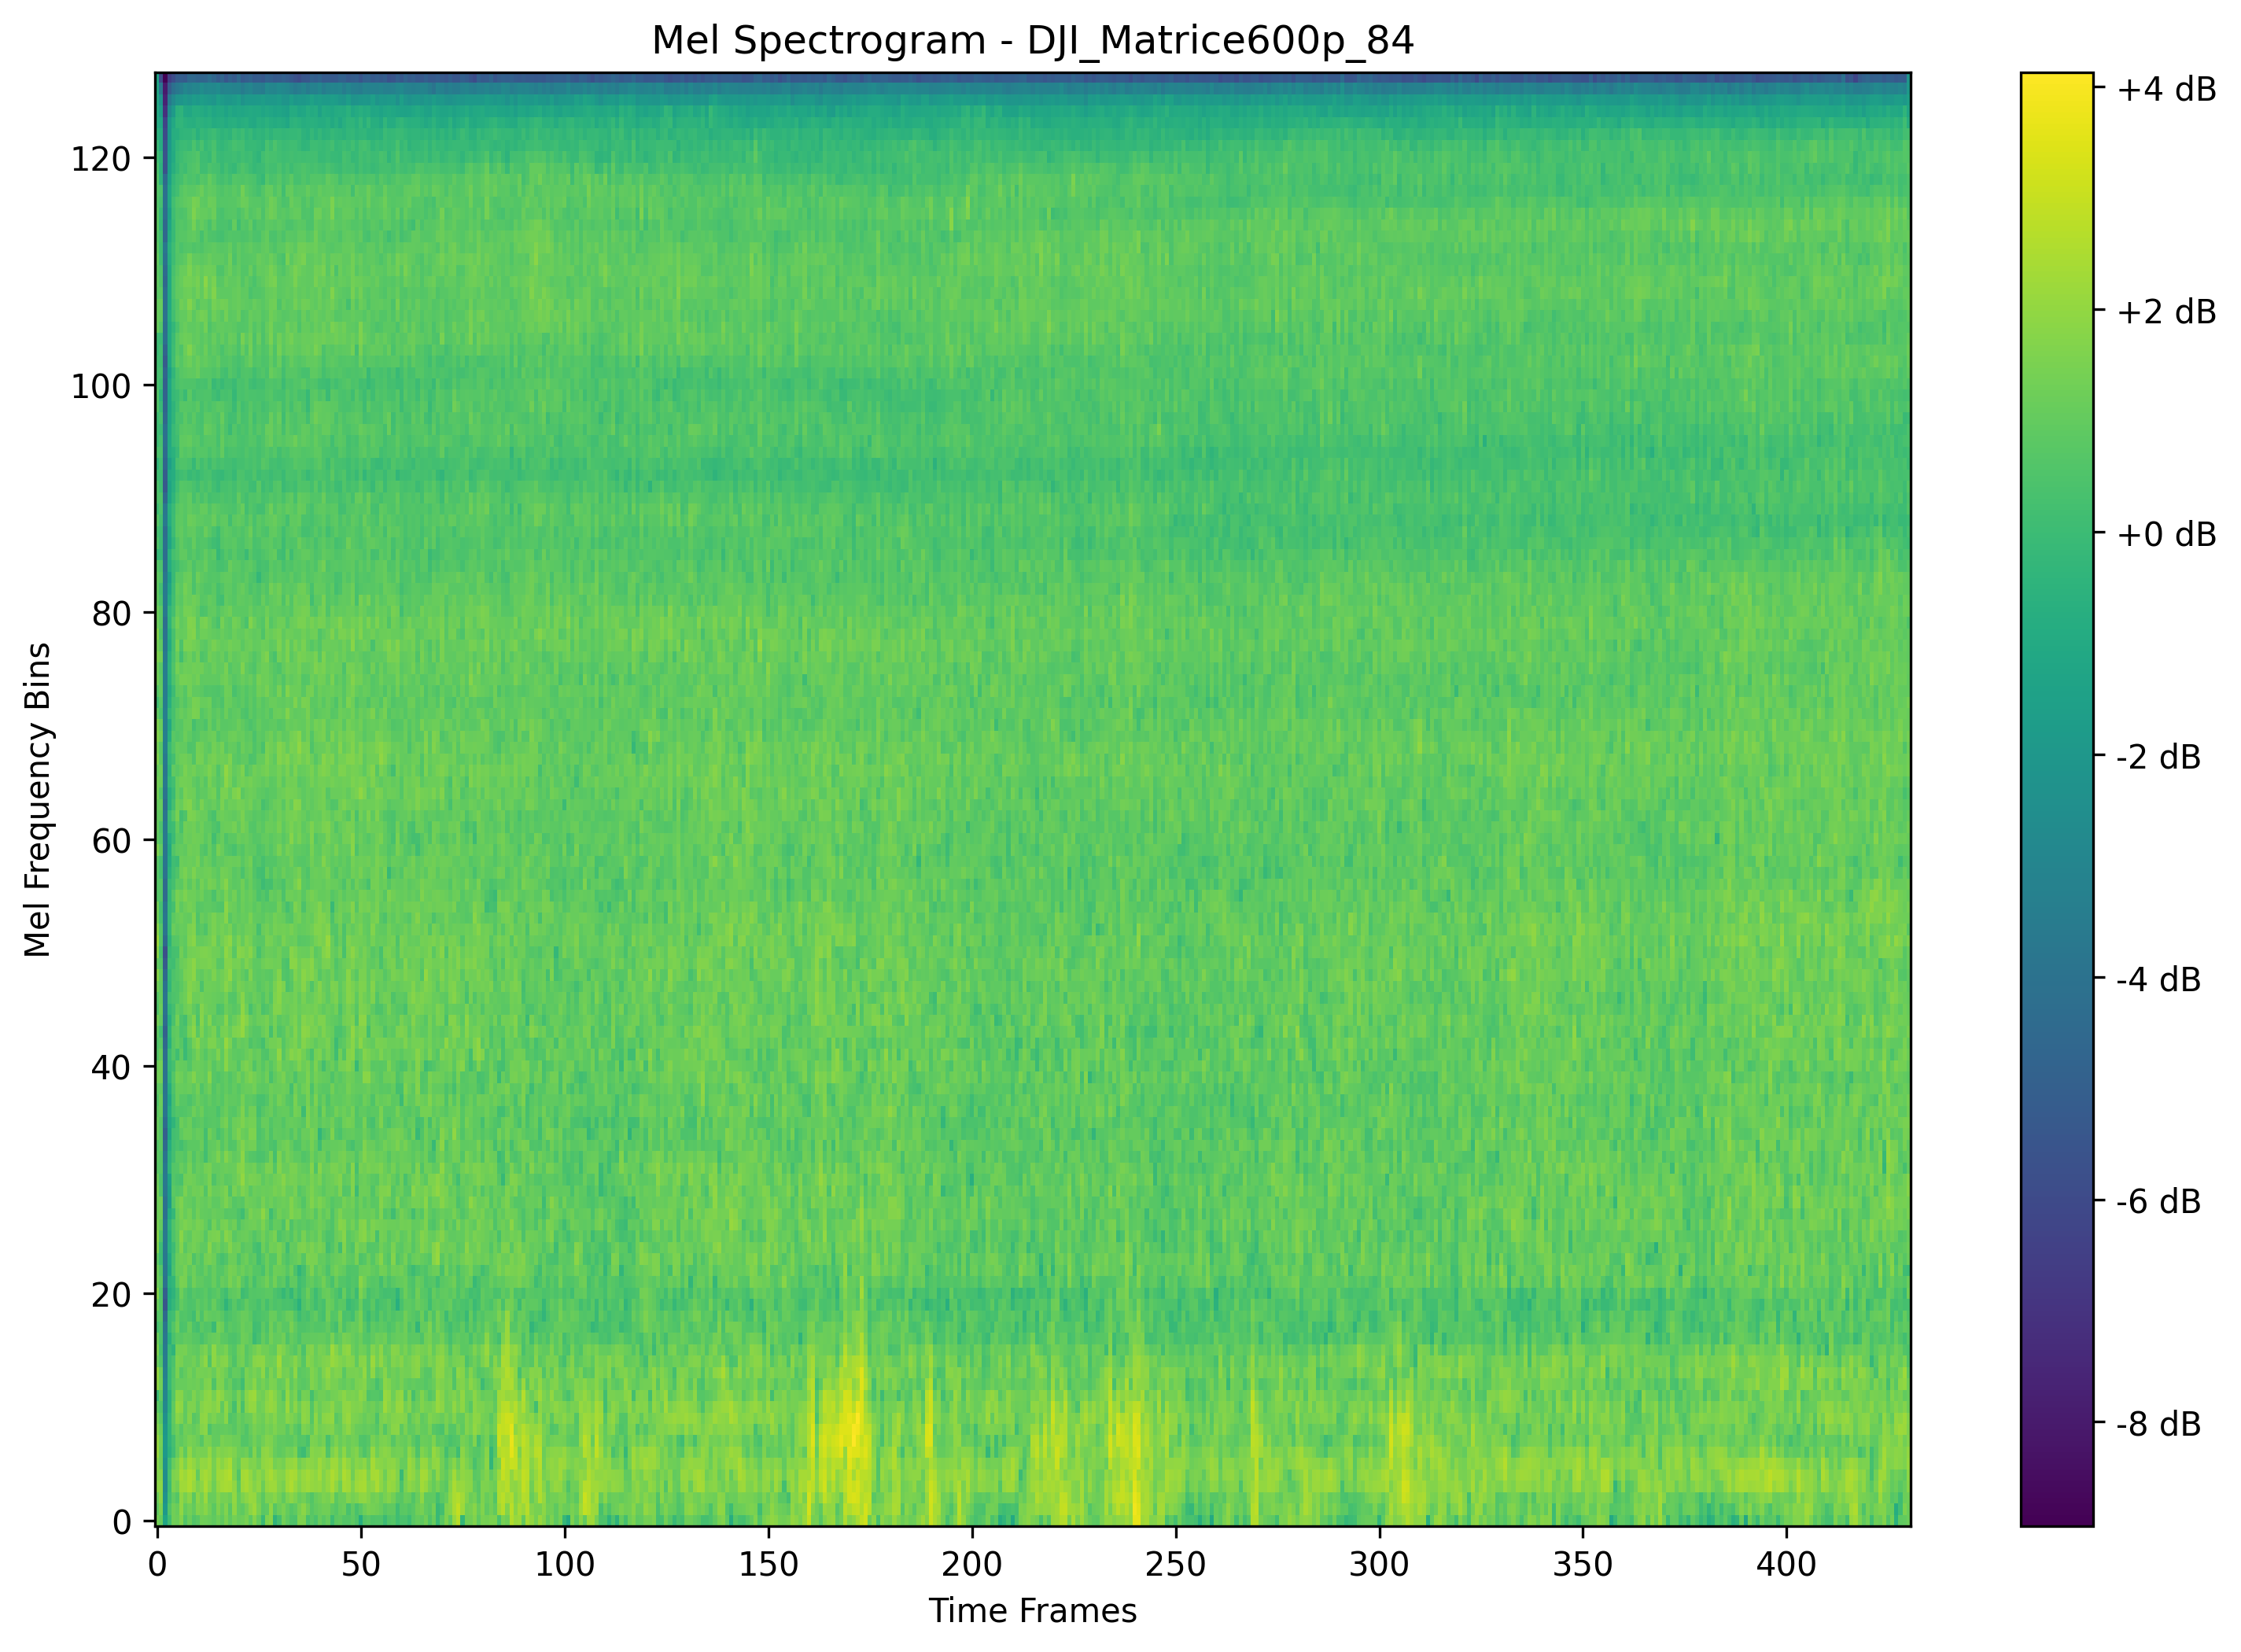 Mel Spectrogram - DJI_Matrice600p_84
Mel Frequency Bins
120
100
80
60
40
20
0
0 50 100 150 200 250 300 350 400
Time Frames
+4 dB
+2 dB
+0 dB
-2 dB
-4 dB
-6 dB
-8 dB